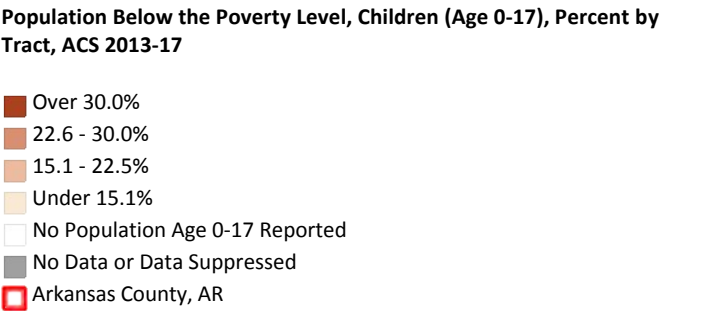 Population Below the Poverty Level, Children (Age 0-17), Percent by
Tract, ACS 2013-17
Over 30.0%
22.6 - 30.0%
15.1 - 22.5%
Under 15.1%
No Population Age 0-17 Reported
No Data or Data Suppressed
Arkansas County, AR